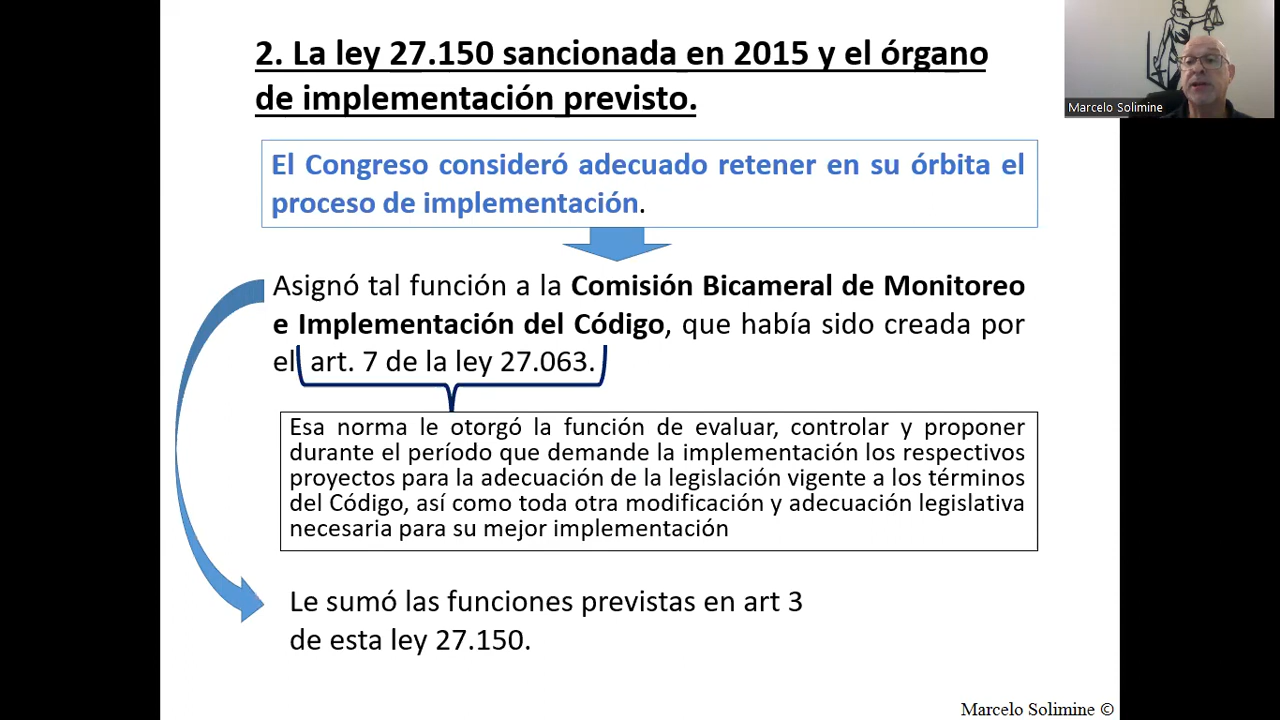 2. La ley 27.150 sancionada en 2015 y el órgano
de implementación previsto.
Marcelo Solimine
El Congreso consideró adecuado retener en su órbita el
proceso de implementación.
Asignó tal función a la Comisión Bicameral de Monitoreo
e Implementación del Código, que había sido creada por
el art. 7 de la ley 27.063.
Esa norma le otorgó la función de evaluar, controlar y proponer
durante el período que demande la implementación los respectivos
proyectos para la adecuación de la legislación vigente a los términos
del Código, así como toda otra modificación y adecuación legislativa
necesaria para su mejor implementación
Le sumó las funciones previstas en art 3
de esta ley 27.150.
Marcelo Solimine ©